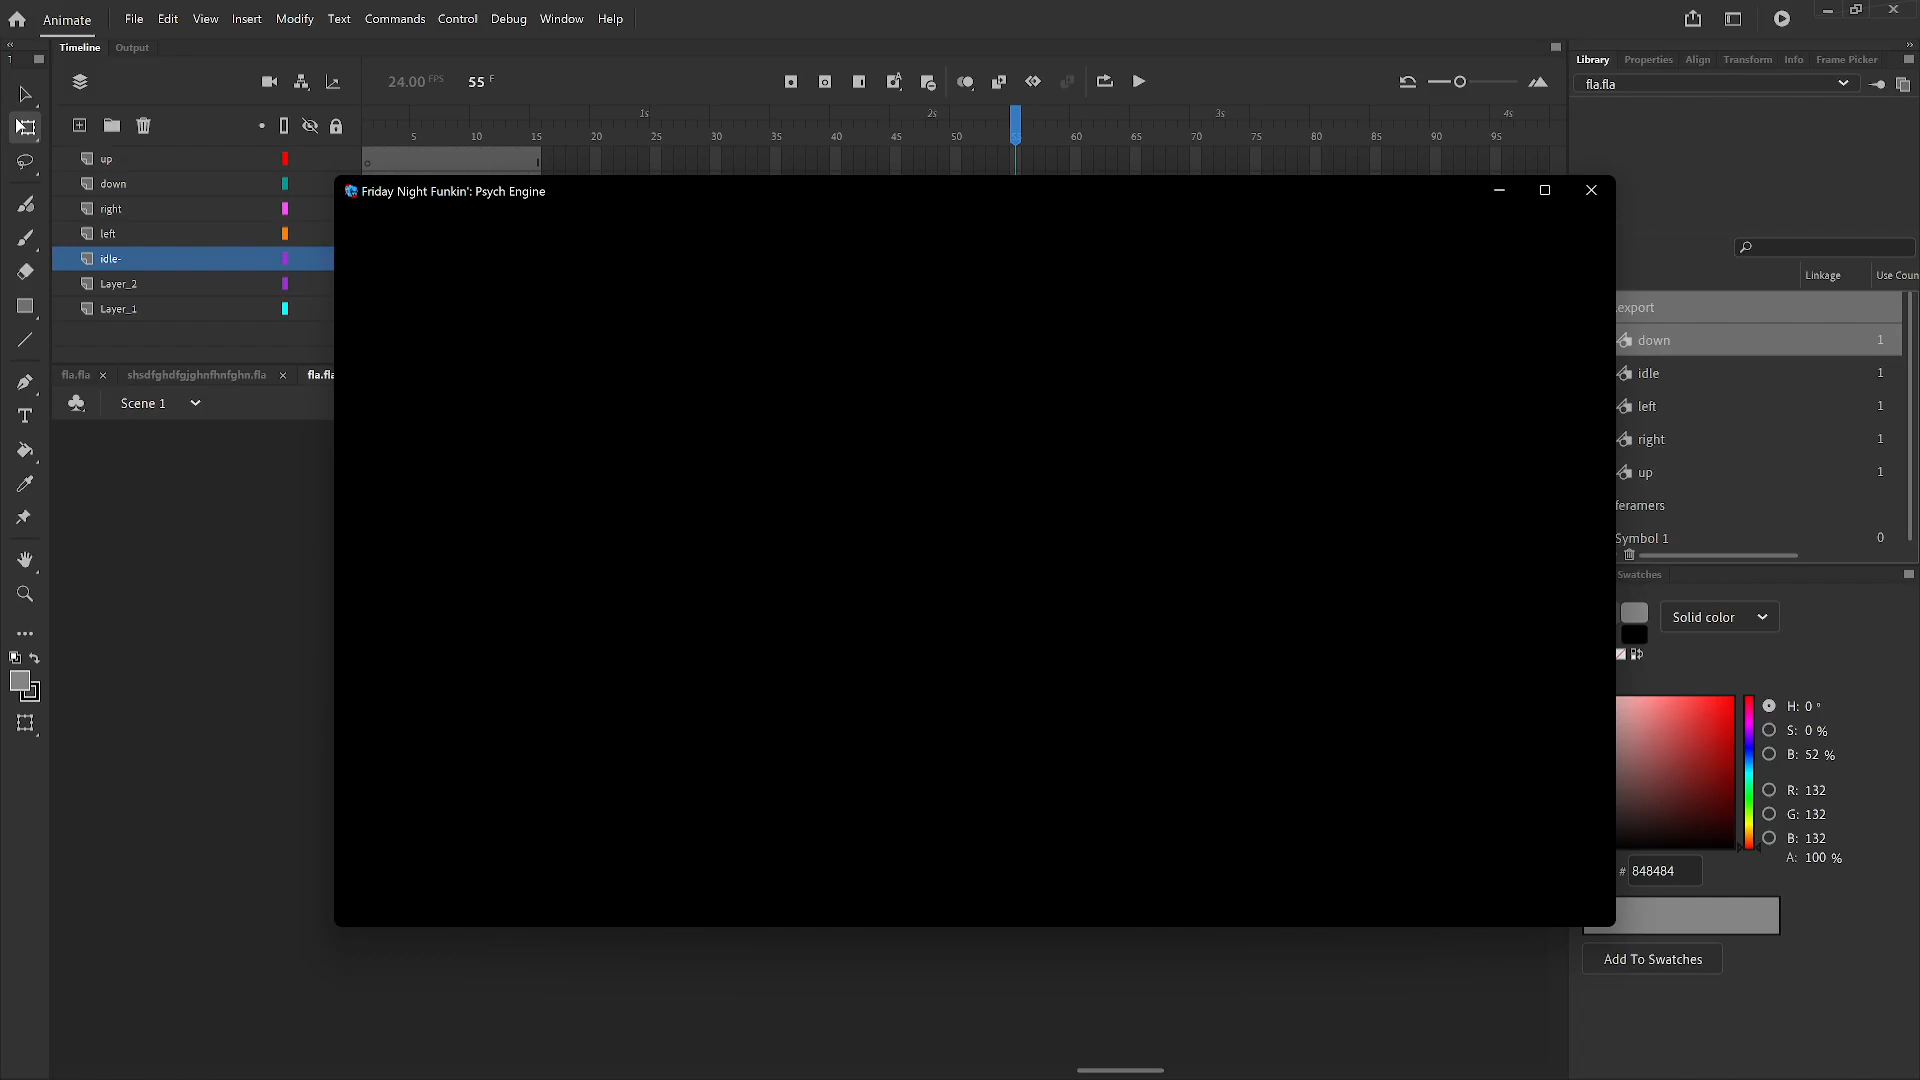 Animate File Edit View Insert Modify Text Commands Control Debug Window Help
Timeline Output
Library Properties Align Transform Info Frame Picker
1
24.00 FPS 55 F
fla.fla
1s 2s 3s 4s
5 10 15 20 25 30 35 40 45 50 55 60 65 70 75 80 85 90 95
up
down
right
left
idle-
Layer_2
Layer_1
Friday Night Funkin': Psych Engine
fla.fla shsdfghdfgjghnfhnfghn.fla fla.fla
Scene 1
Linkage Use Coun
export
down 1
idle 1
left 1
right 1
up 1
feramers
Symbol 1 0
Swatches
Solid color
H: 0 °
S: 0 %
B: 52 %
R: 132
G: 132
B: 132
A: 100 %
# 848484
Add To Swatches